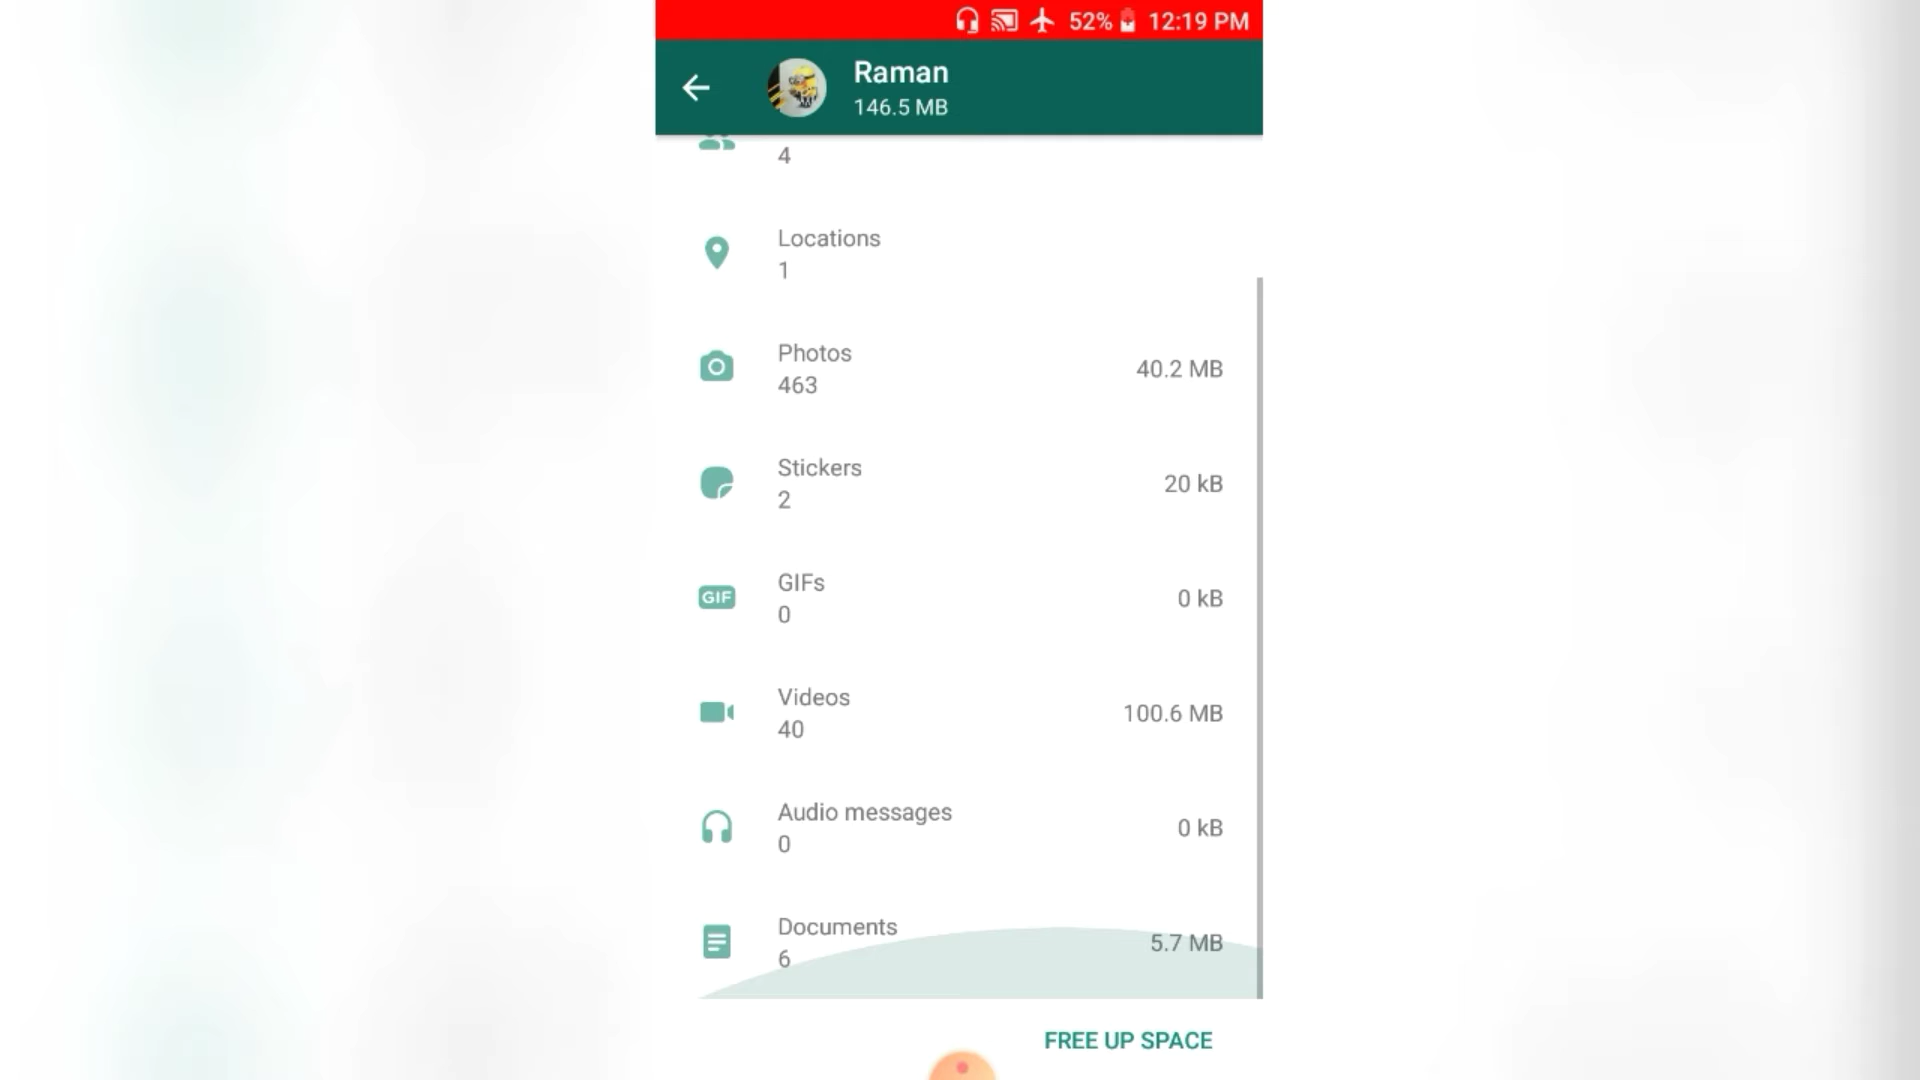 52% 12:19 PM
Raman
146.5 MB
4
Locations
1
Photos
463
40.2 MB
Stickers
2
20 kB
GIF
GIFs
0
0 kB
Videos
40
100.6 MB
Audio messages
0
0 kB
Documents
6
5.7 MB
FREE UP SPACE